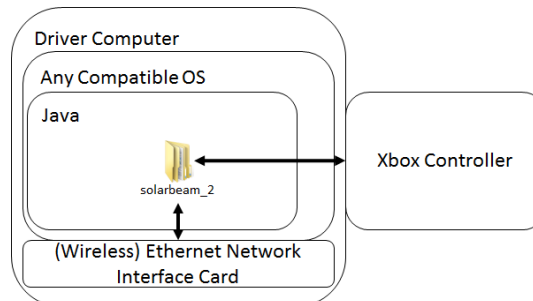 Driver Computer
Any Compatible OS
Java
solarbeam_2
Xbox Controller
(Wireless) Ethernet Network
Interface Card